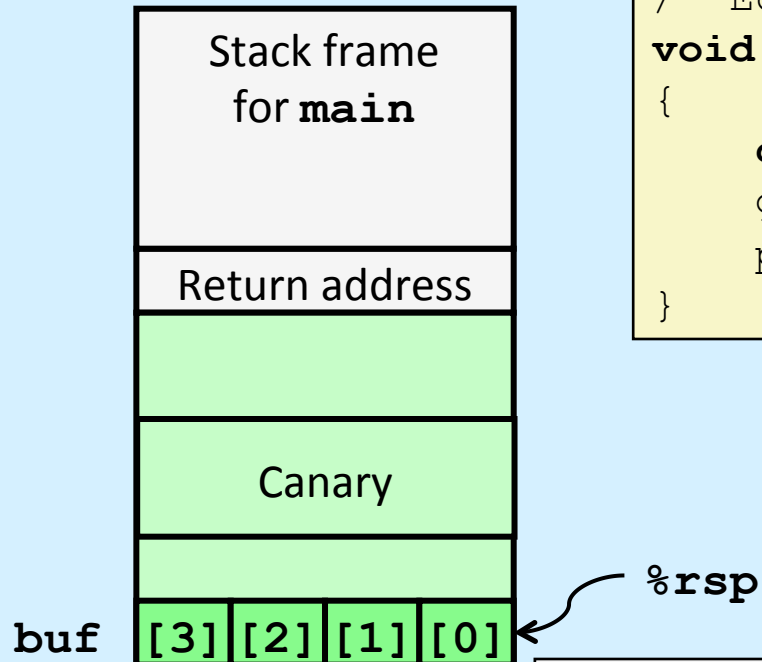 Stack frame
for main
Return address
Canary
buf [3] [2] [1] [0]
%rsp
void
{
}